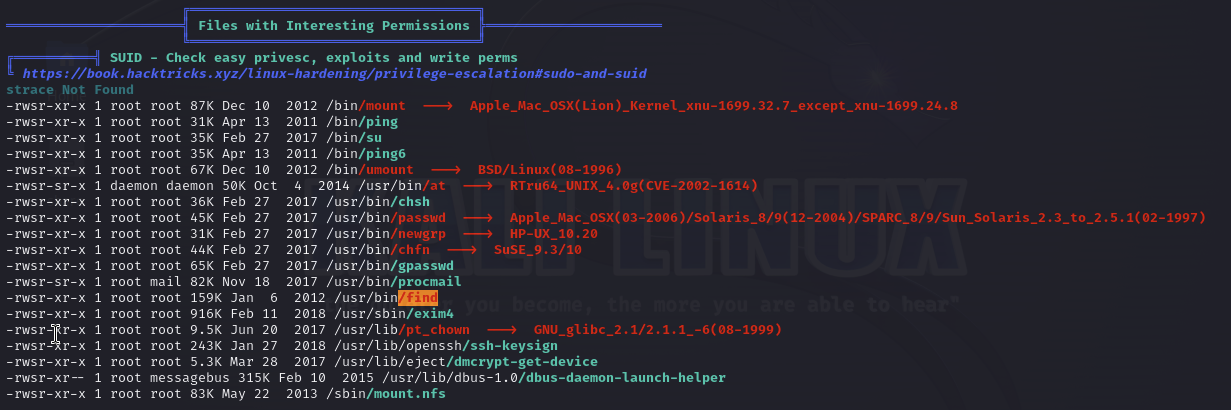 Files with Interesting Permissions
SUID - Check easy privesc, exploits and write perms
https://book.hacktricks.xyz/linux-hardening/privilege-escalation#sudo-and-suid
strace Not Found
-rwsr-xr-x 1 root root 87K Dec 10  2012 /bin/mount  --->  Apple_Mac_OSX(Lion)_Kernel_xnu-1699.32.7_except_xnu-1699.24.8
-rwsr-xr-x 1 root root 31K Apr 13  2011 /bin/ping
-rwsr-xr-x 1 root root 35K Feb 27  2017 /bin/su
-rwsr-xr-x 1 root root 35K Apr 13  2011 /bin/ping6
-rwsr-xr-x 1 root root 67K Dec 10  2012 /bin/umount  --->  BSD/Linux(08-1996)
-rwsr-sr-x 1 daemon daemon 50K Oct  4  2014 /usr/bin/at  --->  RTru64_UNIX_4.0g(CVE-2002-1614)
-rwsr-xr-x 1 root root 36K Feb 27  2017 /usr/bin/chsh
-rwsr-xr-x 1 root root 45K Feb 27  2017 /usr/bin/passwd  --->  Apple_Mac_OSX(03-2006)/Solaris_8/9(12-2004)/SPARC_8/9/Sun_Solaris_2.3_to_2.5.1(02-1997)
-rwsr-xr-x 1 root root 31K Feb 27  2017 /usr/bin/newgrp  --->  HP-UX_10.20
-rwsr-xr-x 1 root root 44K Feb 27  2017 /usr/bin/chfn  --->  SuSE_9.3/10
-rwsr-xr-x 1 root root 65K Feb 27  2017 /usr/bin/gpasswd
-rwsr-sr-x 1 root mail 82K Nov 18  2017 /usr/bin/procmail
-rwsr-xr-x 1 root root 159K Jan  6  2012 /usr/bin/find
-rwsr-xr-x 1 root root 916K Feb 11  2018 /usr/sbin/exim4
-rwsr-xr-x 1 root root 9.5K Jun 20  2017 /usr/lib/pt_chown  --->  GNU_glibc_2.1/2.1.1_-6(08-1999)
-rwsr-xr-x 1 root root 243K Jan 27  2018 /usr/lib/openssh/ssh-keysign
-rwsr-xr-x 1 root root 5.3K Mar 28  2017 /usr/lib/eject/dmcrypt-get-device
-rwsr-xr-- 1 root messagebus 315K Feb 10  2015 /usr/lib/dbus-1.0/dbus-daemon-launch-helper
-rwsr-xr-x 1 root root 83K May 22  2013 /sbin/mount.nfs
KALI LINUX
you become, the more you are able to hear"